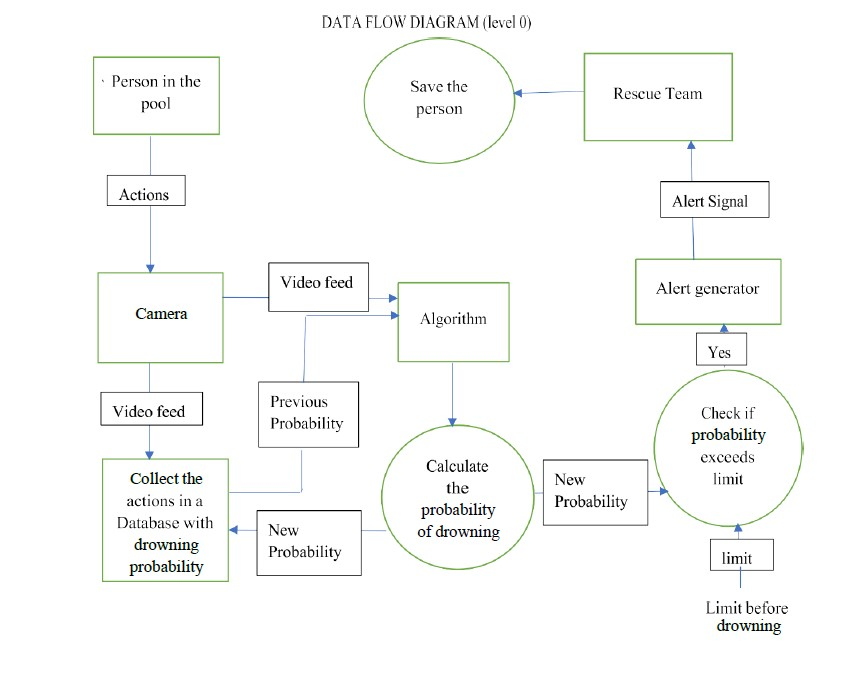 DATA FLOW DIAGRAM (level 0)
Person in the
pool
Save the
person
Rescue Team
Actions
Alert Signal
Camera
Video feed
Algorithm
Alert generator
Yes
Video feed
Previous
Probability
Check if
probability
exceeds
limit
Collect the
actions in a
Database with
drowning
probability
New
Probability
Calculate
the
probability
of drowning
New
Probability
limit
Limit before
drowning